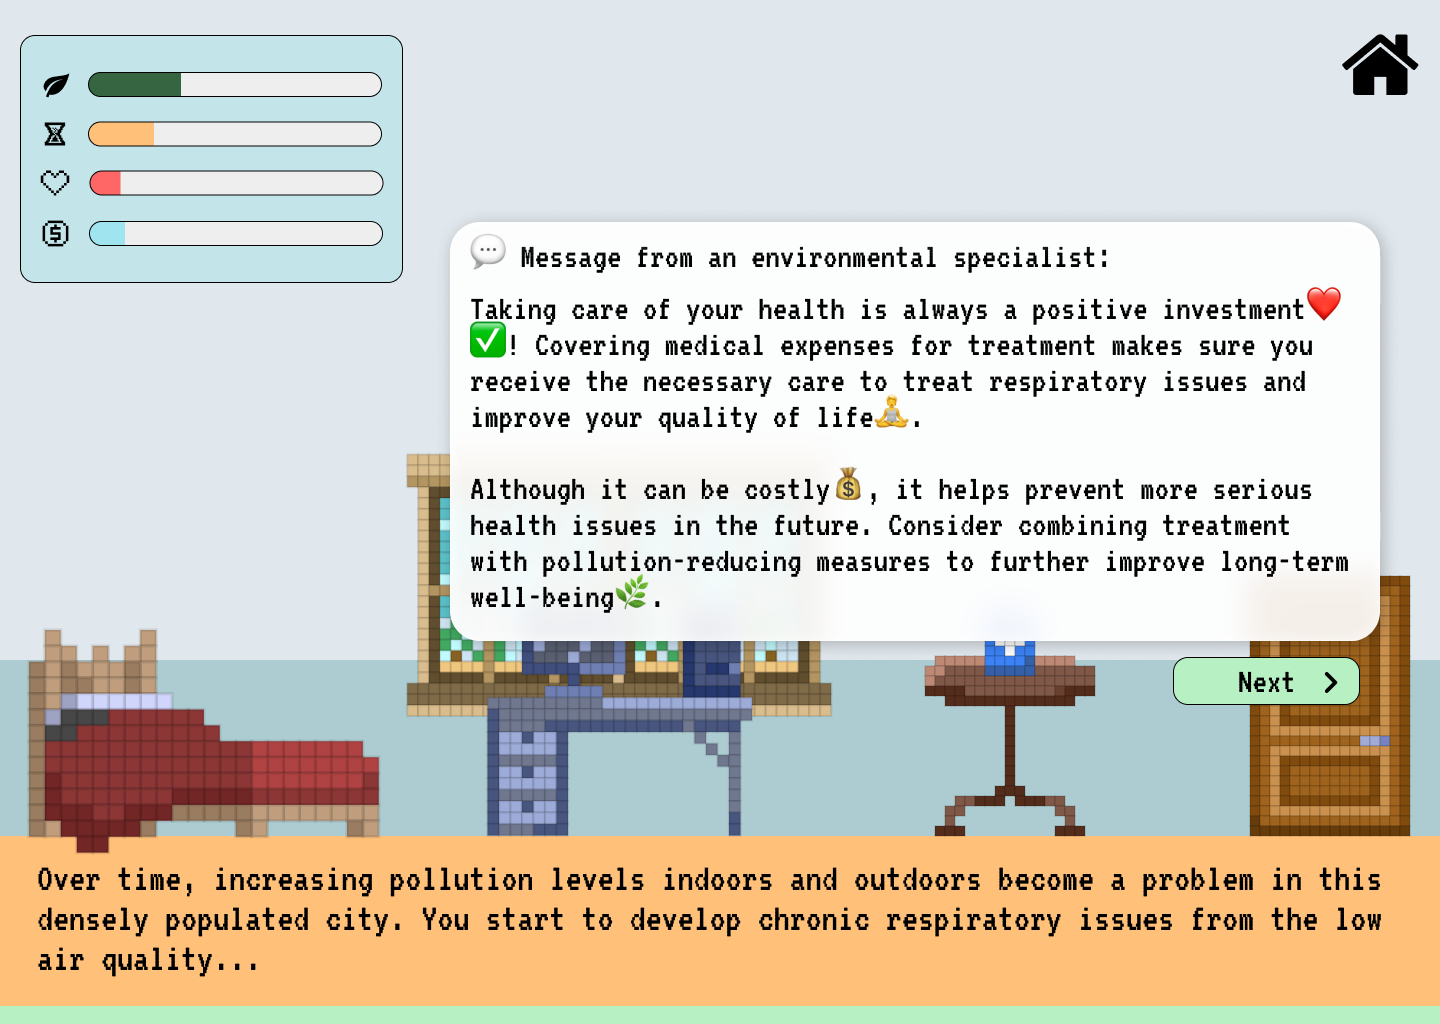 💬 Message from an environmental specialist:
Taking care of your health is always a positive investment❤️
✅! Covering medical expenses for treatment makes sure you
receive the necessary care to treat respiratory issues and
improve your quality of life🧘.
Although it can be costly💰, it helps prevent more serious
health issues in the future. Consider combining treatment
with pollution-reducing measures to further improve long-term
well-being🌿.
Next
Over time, increasing pollution levels indoors and outdoors become a problem in this
densely populated city. You start to develop chronic respiratory issues from the low
air quality...